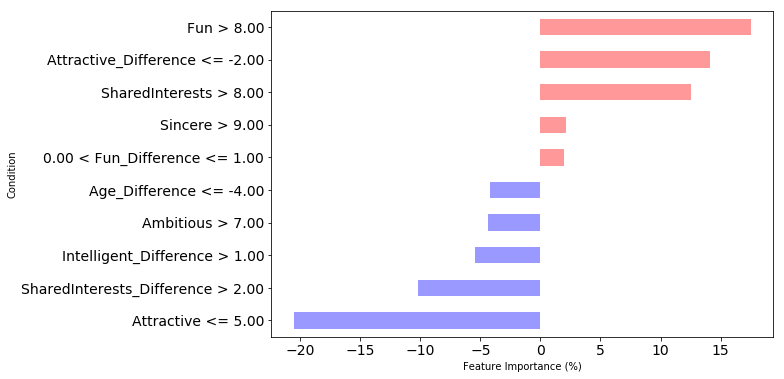 Fun > 8.00
Attractive_Difference <= -2.00
SharedInterests > 8.00
Sincere > 9.00
0.00 < Fun_Difference <= 1.00
Age_Difference <= -4.00
Ambitious > 7.00
Intelligent_Difference > 1.00
SharedInterests_Difference > 2.00
Attractive <= 5.00
Condition
−20 −15 −10 −5 0 5 10 15
Feature Importance (%)